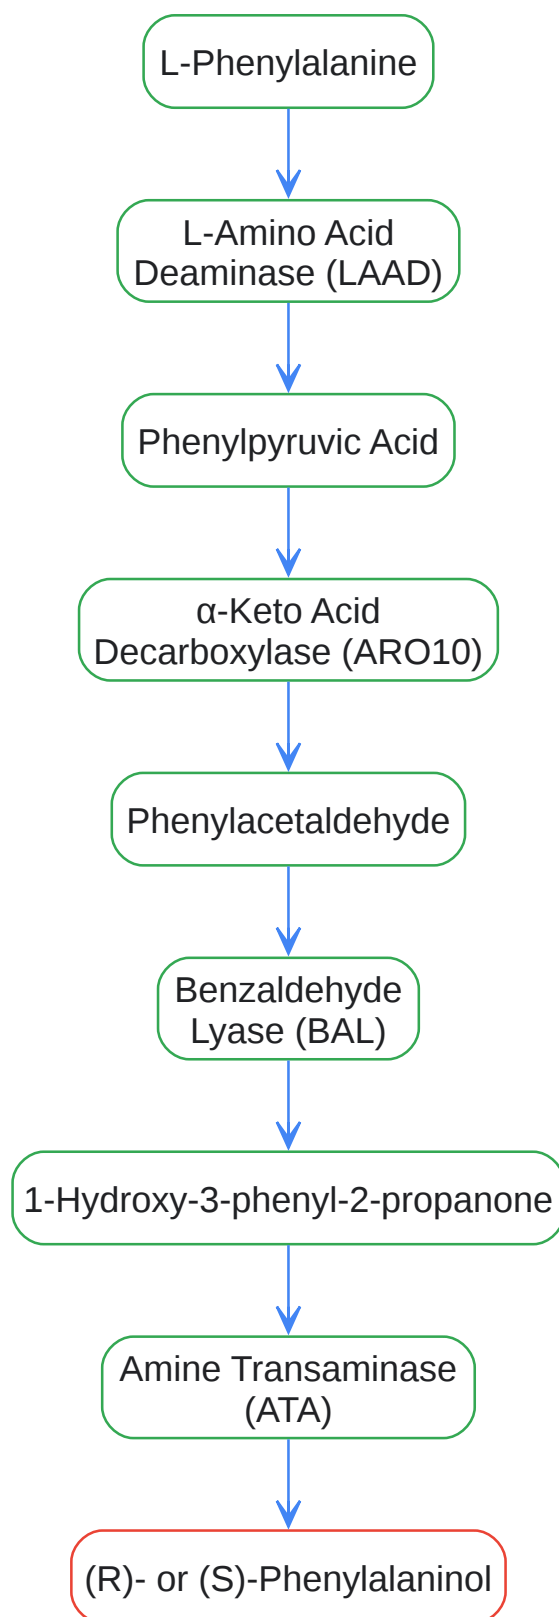 L-Phenylalanine
L-Amino Acid
Deaminase (LAAD)
Phenylpyruvic Acid
α-Keto Acid
Decarboxylase (ARO10)
Phenylacetaldehyde
Benzaldehyde
Lyase (BAL)
1-Hydroxy-3-phenyl-2-propanone
Amine Transaminase
(ATA)
(R)- or (S)-Phenylalaninol